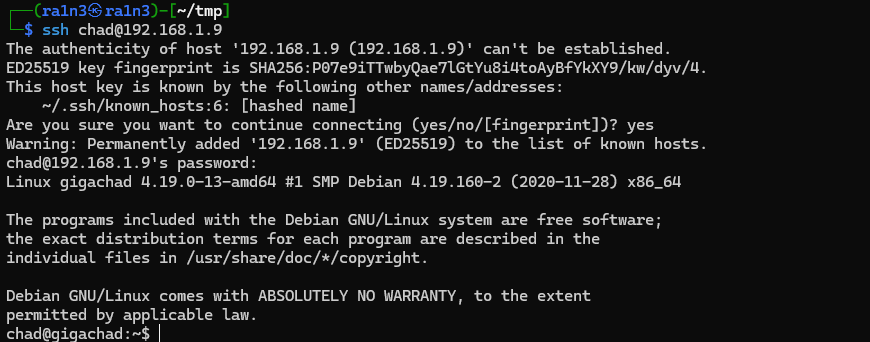 ┌──(ra1n3㉿ra1n3)-[~/tmp]
└─$ ssh chad@192.168.1.9
The authenticity of host '192.168.1.9 (192.168.1.9)' can't be established.
ED25519 key fingerprint is SHA256:P07e9iTTwbyQae7lGtYu8i4toAyBfYkXY9/kw/dyv/4.
This host key is known by the following other names/addresses:
    ~/.ssh/known_hosts:6: [hashed name]
Are you sure you want to continue connecting (yes/no/[fingerprint])? yes
Warning: Permanently added '192.168.1.9' (ED25519) to the list of known hosts.
chad@192.168.1.9's password:
Linux gigachad 4.19.0-13-amd64 #1 SMP Debian 4.19.160-2 (2020-11-28) x86_64

The programs included with the Debian GNU/Linux system are free software;
the exact distribution terms for each program are described in the
individual files in /usr/share/doc/*/copyright.

Debian GNU/Linux comes with ABSOLUTELY NO WARRANTY, to the extent
permitted by applicable law.
chad@gigachad:~$